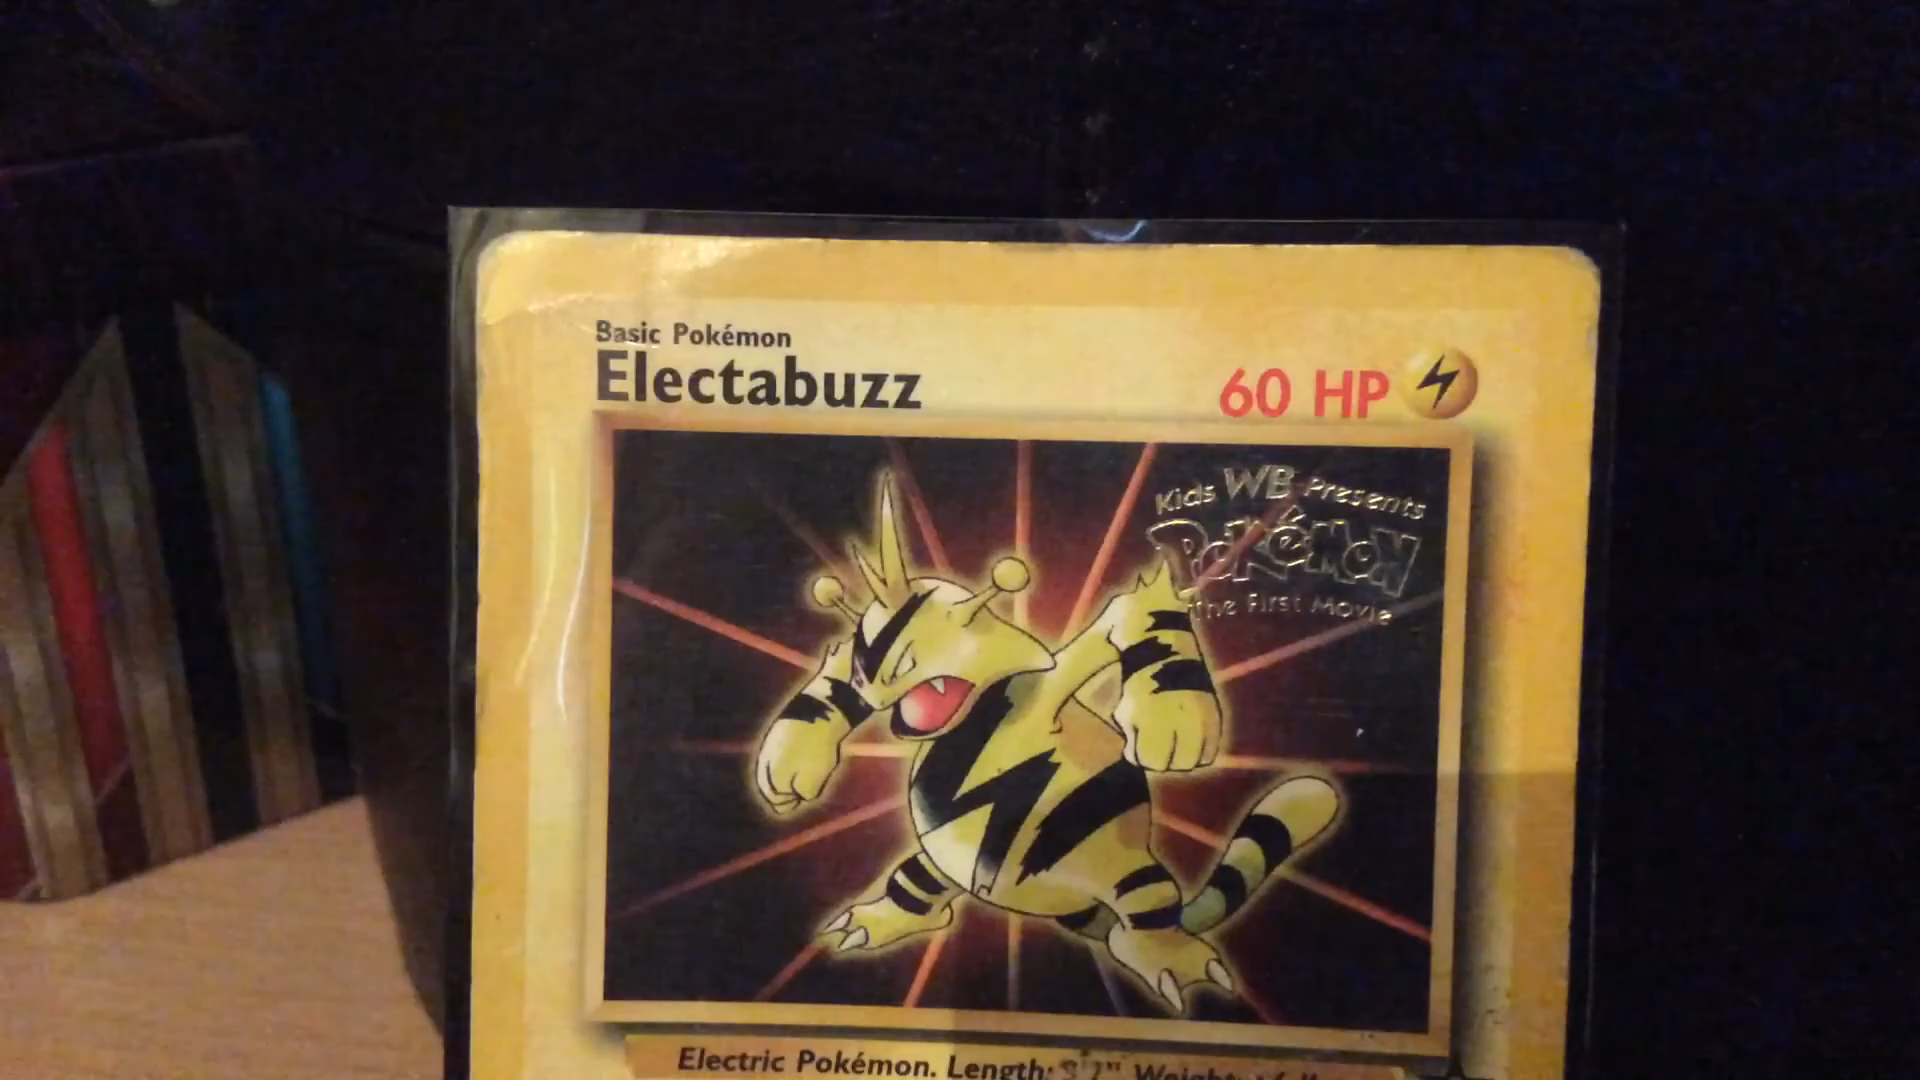 Basic Pokémon
Electabuzz
60 HP
Kids WB Presents
POKéMON
The First Movie
Electric Pokémon. Length: